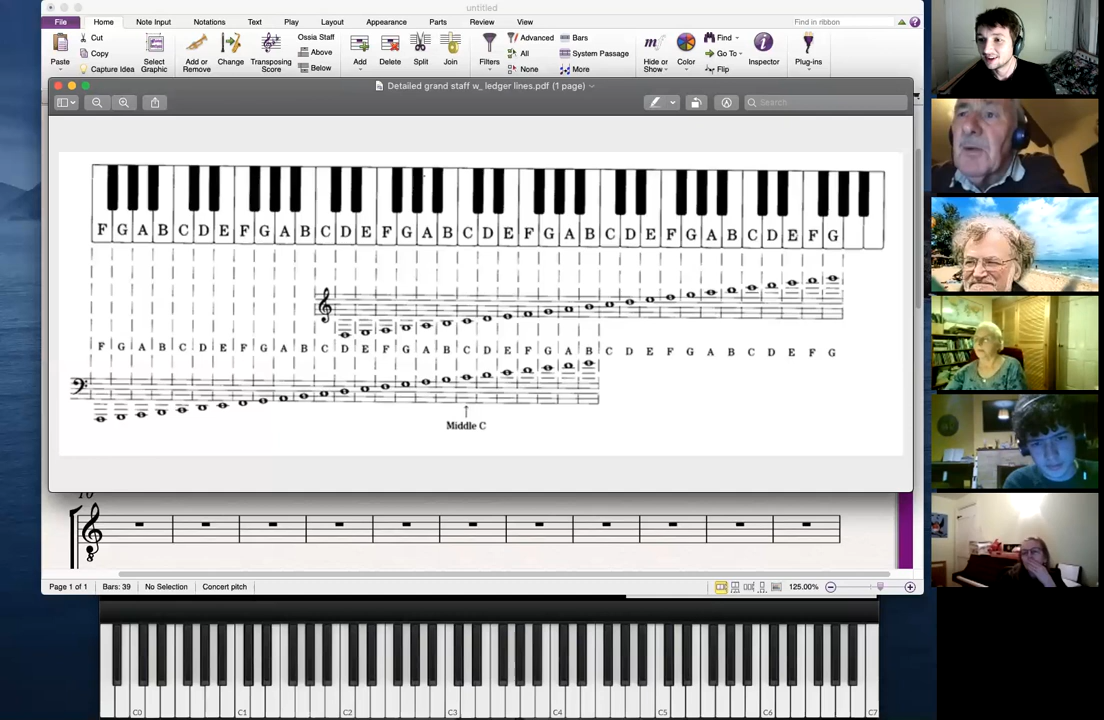 untitled
File Home Note Input Notations Text Play Layout Appearance Parts Review View Find in ribbon
Cut Ossia Staff Advanced Bars Find
Copy Above All System Passage Go To
Paste Capture Idea Select Graphic Add or Remove Change Transposing Score Below Add Delete Split Join Filters None More Hide or Show Color Flip Inspector Plug-ins
Detailed grand staff w_ ledger lines.pdf (1 page)
Search
F G A B C D E F G A B C D E F G A B C D E F G A B C D E F G A B C D E F G
F G A B C D E F G A B C D E F G A B C D E F G A B C D E F G A B C D E F G
Middle C
10
8
Page 1 of 1 Bars: 39 No Selection Concert pitch 125.00%
C0 C1 C2 C3 C4 C5 C6 C7